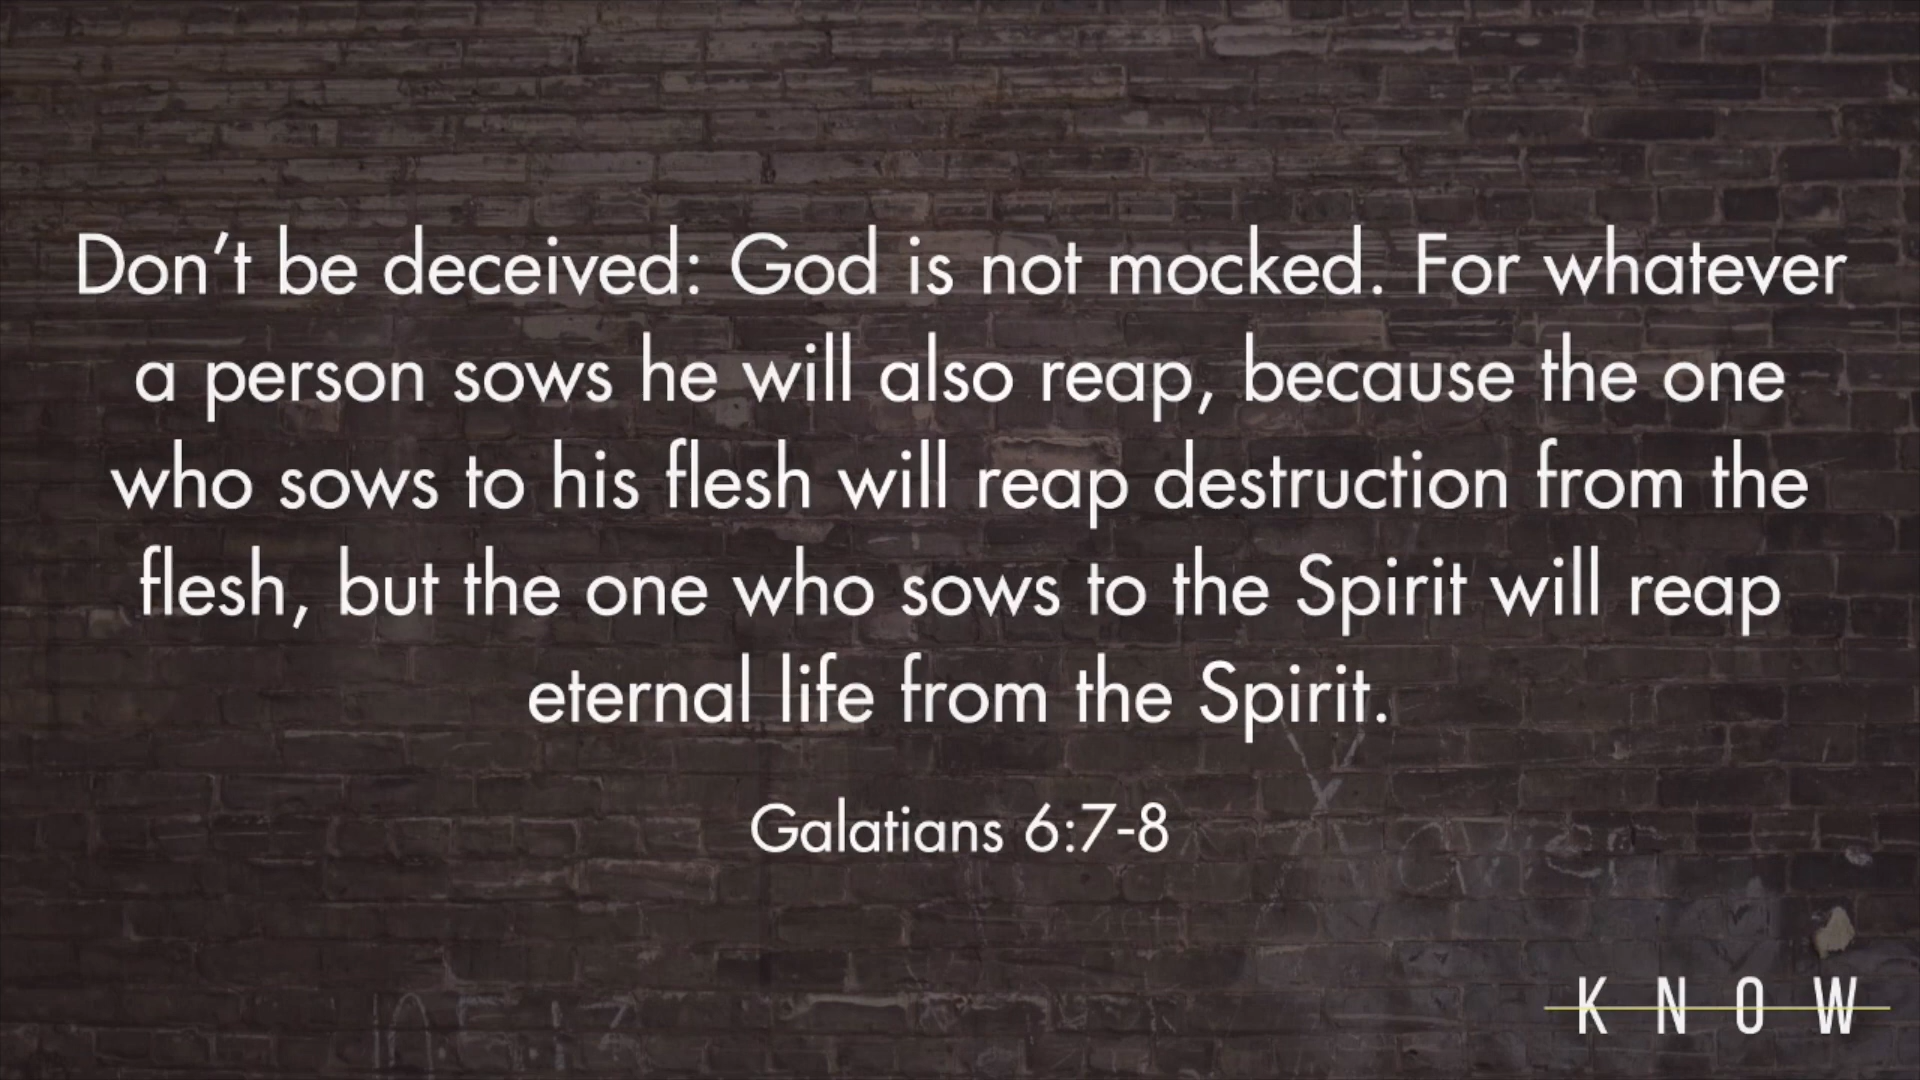 Don’t be deceived: God is not mocked. For whatever
a person sows he will also reap, because the one
who sows to his flesh will reap destruction from the
flesh, but the one who sows to the Spirit will reap
eternal life from the Spirit.
Galatians 6:7-8
KNOW